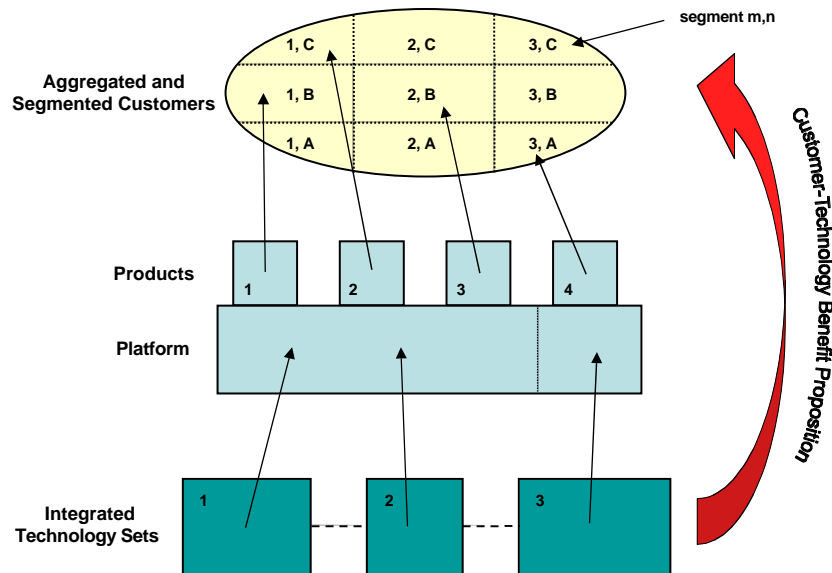 segment m,n
1, C
2, C
3, C
Aggregated and
Segmented Customers
1, B
2, B
3, B
1, A
2, A
3, A
Customer-Technology Benefit Proposition
Products
1
2
3
4
Platform
1
2
3
Integrated
Technology Sets